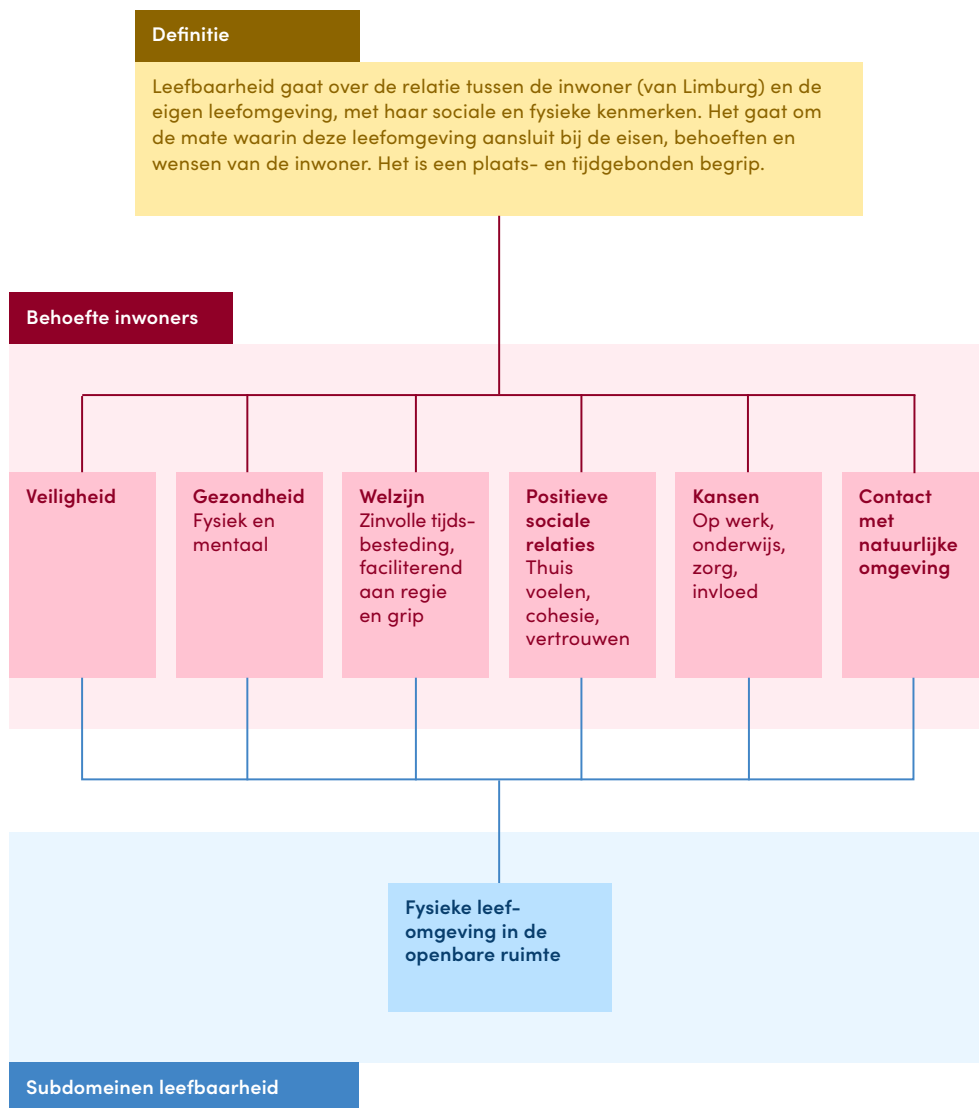 Definitie
Leefbaarheid gaat over de relatie tussen de inwoner (van Limburg) en de
eigen leefomgeving, met haar sociale en fysieke kenmerken. Het gaat om
de mate waarin deze leefomgeving aansluit bij de eisen, behoeften en
wensen van de inwoner. Het is een plaats- en tijdgebonden begrip.
Behoefte inwoners
Veiligheid
Gezondheid
Fysiek en
mentaal
Welzijn
Zinvolle tijds-
besteding,
faciliterend
aan regie
en grip
Positieve
sociale
relaties
Thuis
voelen,
cohesie,
vertrouwen
Kansen
Op werk,
onderwijs,
zorg,
invloed
Contact
met
natuurlijke
omgeving
Fysieke leef-
omgeving in de
openbare ruimte
Subdomeinen leefbaarheid